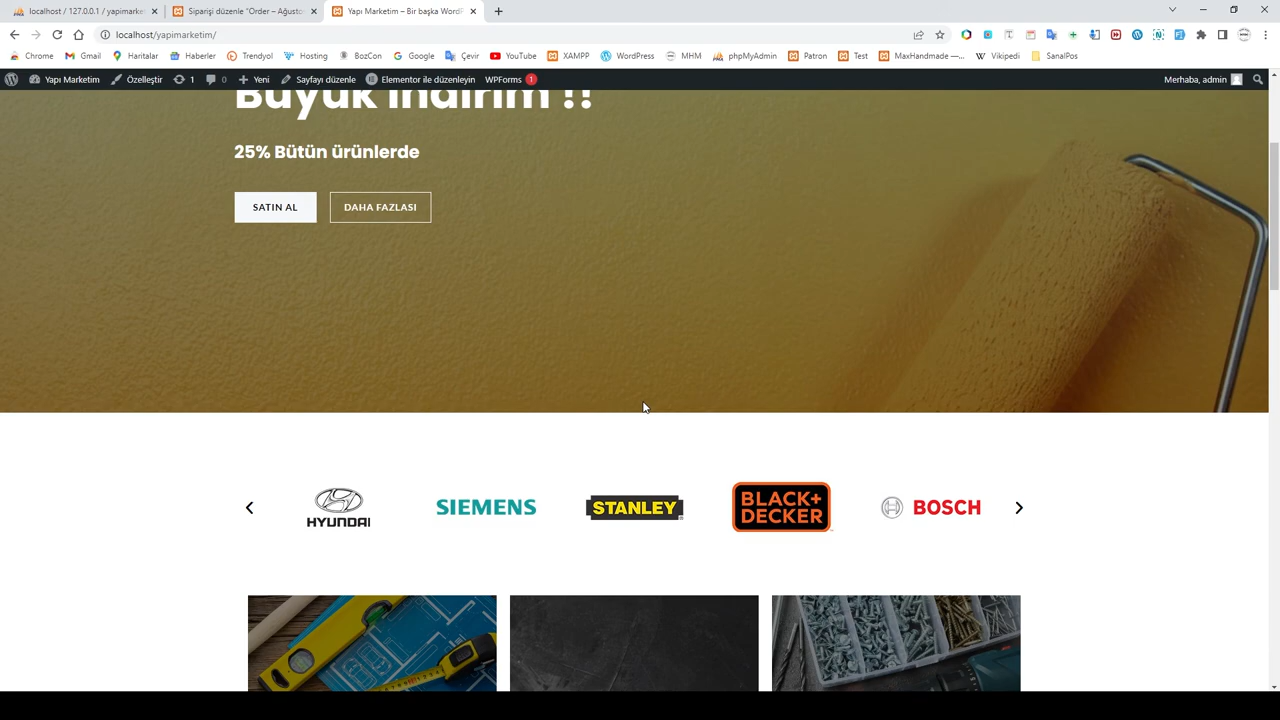 localhost / 127.0.0.1 / yapimarket
Siparişi düzenle "Order – Ağusto
Yapı Marketim – Bir başka WordP
localhost/yapimarketim/
Chrome Gmail Haritalar Haberler Trendyol Hosting BozCon Google Çevir YouTube XAMPP WordPress MHM phpMyAdmin Patron Test MaxHandmade —... Vikipedi SanalPos
Yapı Marketim Özelleştir 1 0 Yeni Sayfayı düzenle Elementor ile düzenleyin WPForms 1 Merhaba, admin
Büyük İndirim !!
25% Bütün ürünlerde
SATIN AL DAHA FAZLASI
HYUNDAI SIEMENS STANLEY BLACK+ DECKER BOSCH